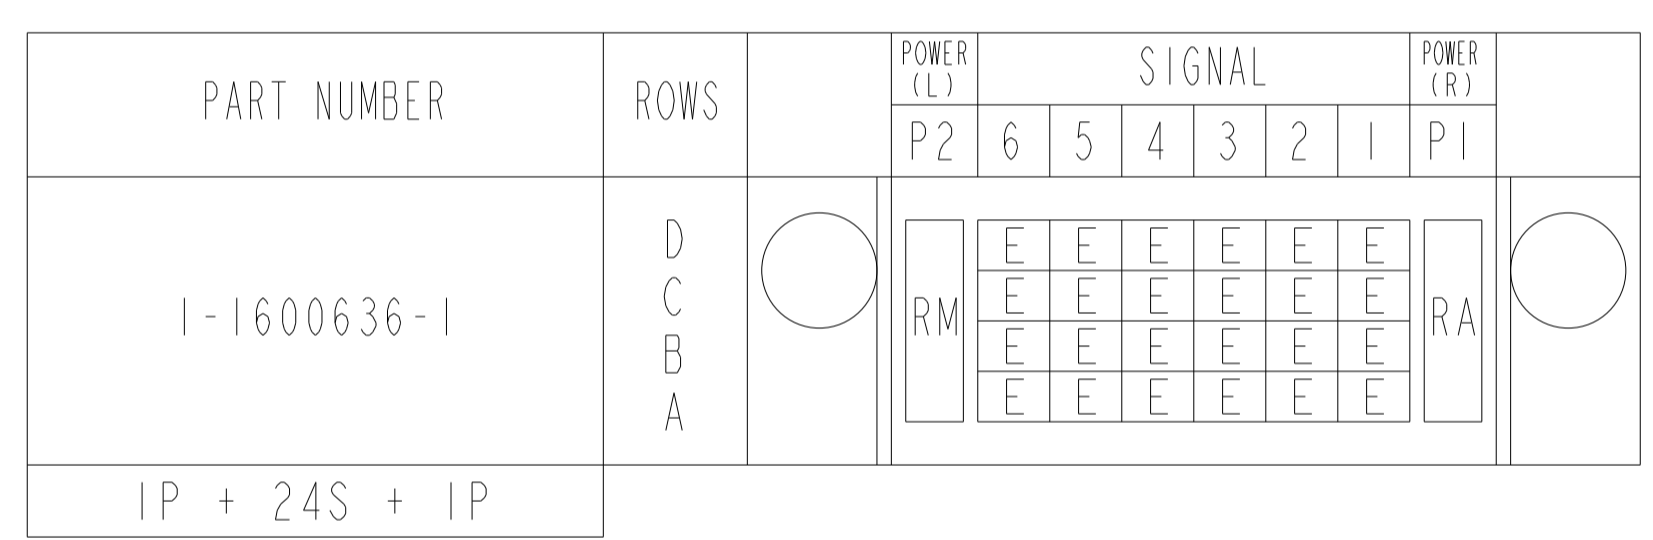 PART NUMBER ROWS POWER (L) SIGNAL POWER (R)
P2 6 5 4 3 2 1 P1
D E E E E E E
C E E E E E E
1-1600636-1 RM RA
B E E E E E E
A E E E E E E
1P + 24S + 1P